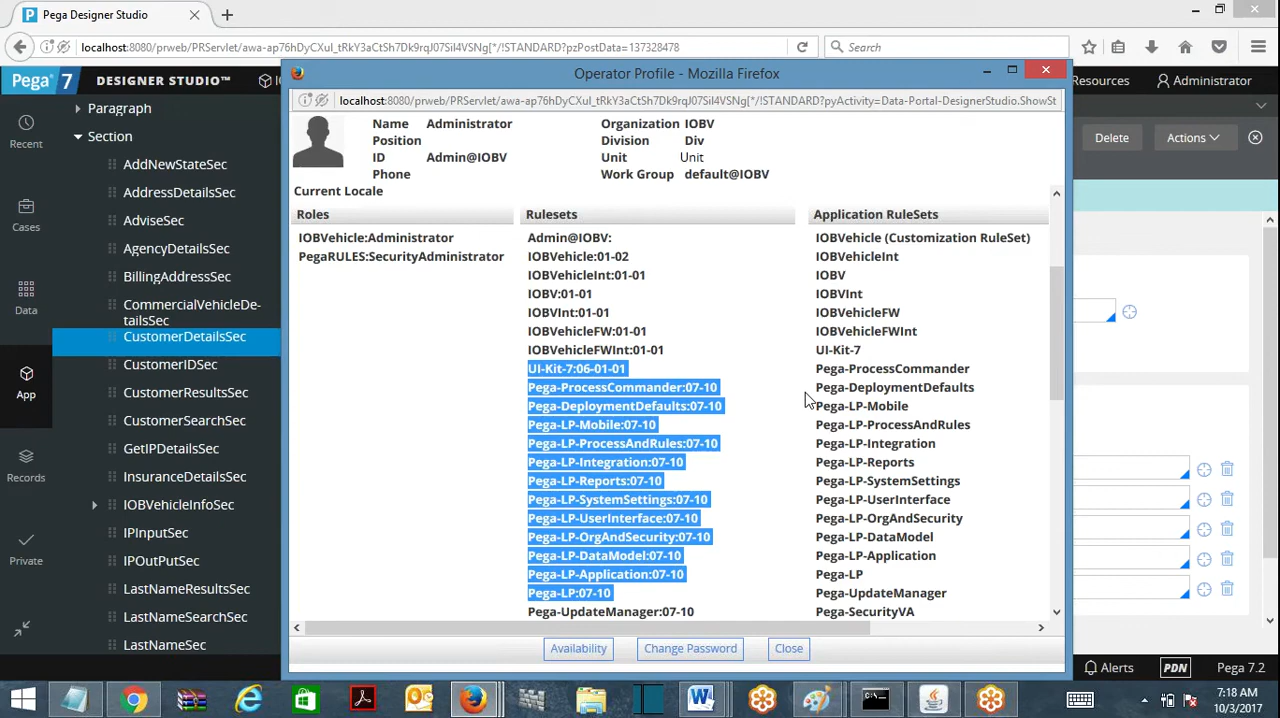 Pega Designer Studio
localhost:8080/prweb/PRServlet/awa-ap76hDyCXul_tRkY3aCtSh7Dk9rqJ07SiI4VSNg[*/!STANDARD?pzPostData=137328478
Search
Pega 7
DESIGNER STUDIO™
Resources
Administrator
Operator Profile - Mozilla Firefox
localhost:8080/prweb/PRServlet/awa-ap76hDyCXul_tRkY3aCtSh7Dk9rqJ07SiI4VSNg[*/!STANDARD?pyActivity=Data-Portal-DesignerStudio.ShowSt
Recent
Cases
Data
App
Records
Private
Paragraph
Section
AddNewStateSec
AddressDetailsSec
AdviseSec
AgencyDetailsSec
BillingAddressSec
CommercialVehicleDe-
tailsSec
CustomerDetailsSec
CustomerIDSec
CustomerResultsSec
CustomerSearchSec
GetIPDetailsSec
InsuranceDetailsSec
IOBVehicleInfoSec
IPInputSec
IPOutPutSec
LastNameResultsSec
LastNameSearchSec
LastNameSec
Name Administrator
Position
ID Admin@IOBV
Phone
Organization IOBV
Division Div
Unit Unit
Work Group default@IOBV
Current Locale
Roles
IOBVehicle:Administrator
PegaRULES:SecurityAdministrator
Rulesets
Admin@IOBV:
IOBVehicle:01-02
IOBVehicleInt:01-01
IOBV:01-01
IOBVInt:01-01
IOBVehicleFW:01-01
IOBVehicleFWInt:01-01
UI-Kit-7:06-01-01
Pega-ProcessCommander:07-10
Pega-DeploymentDefaults:07-10
Pega-LP-Mobile:07-10
Pega-LP-ProcessAndRules:07-10
Pega-LP-Integration:07-10
Pega-LP-Reports:07-10
Pega-LP-SystemSettings:07-10
Pega-LP-UserInterface:07-10
Pega-LP-OrgAndSecurity:07-10
Pega-LP-DataModel:07-10
Pega-LP-Application:07-10
Pega-LP:07-10
Pega-UpdateManager:07-10
Application RuleSets
IOBVehicle (Customization RuleSet)
IOBVehicleInt
IOBV
IOBVInt
IOBVehicleFW
IOBVehicleFWInt
UI-Kit-7
Pega-ProcessCommander
Pega-DeploymentDefaults
Pega-LP-Mobile
Pega-LP-ProcessAndRules
Pega-LP-Integration
Pega-LP-Reports
Pega-LP-SystemSettings
Pega-LP-UserInterface
Pega-LP-OrgAndSecurity
Pega-LP-DataModel
Pega-LP-Application
Pega-LP
Pega-UpdateManager
Pega-SecurityVA
Availability
Change Password
Close
Delete
Actions
Alerts
PDN
Pega 7.2
7:18 AM
10/3/2017